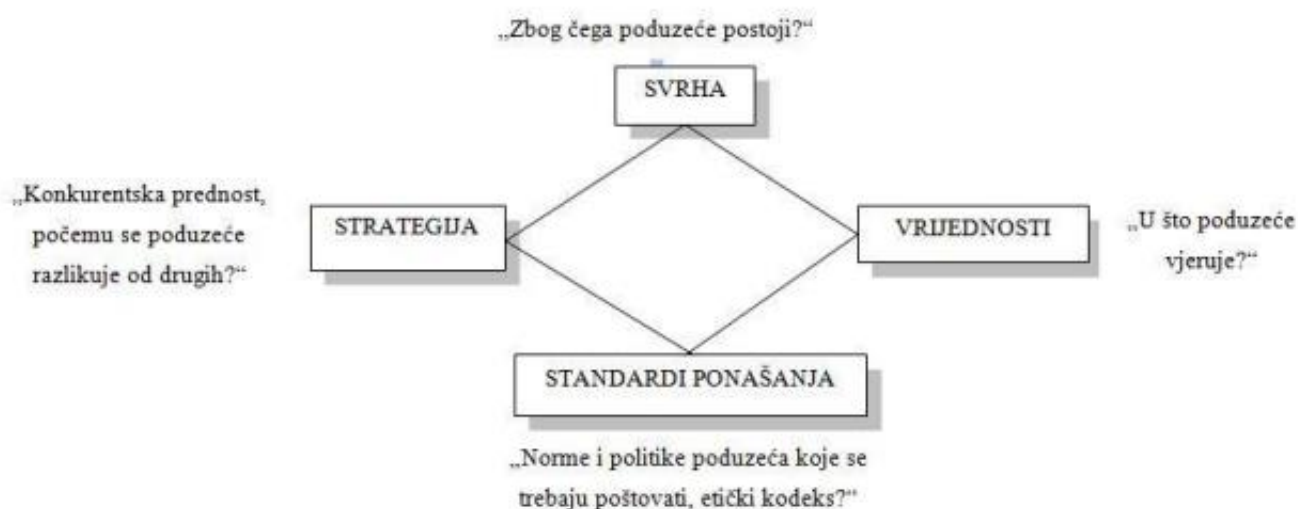 „Zbog čega poduzeće postoji?“
SVRHA
„Konkurentska prednost,
počemu se poduzeće
razlikuje od drugih?“
STRATEGIJA
VRIJEDNOSTI
„U što poduzeće
vjeruje?“
STANDARDI PONAŠANJA
„Norme i politike poduzeća koje se
trebaju poštovati, etički kodeks?“